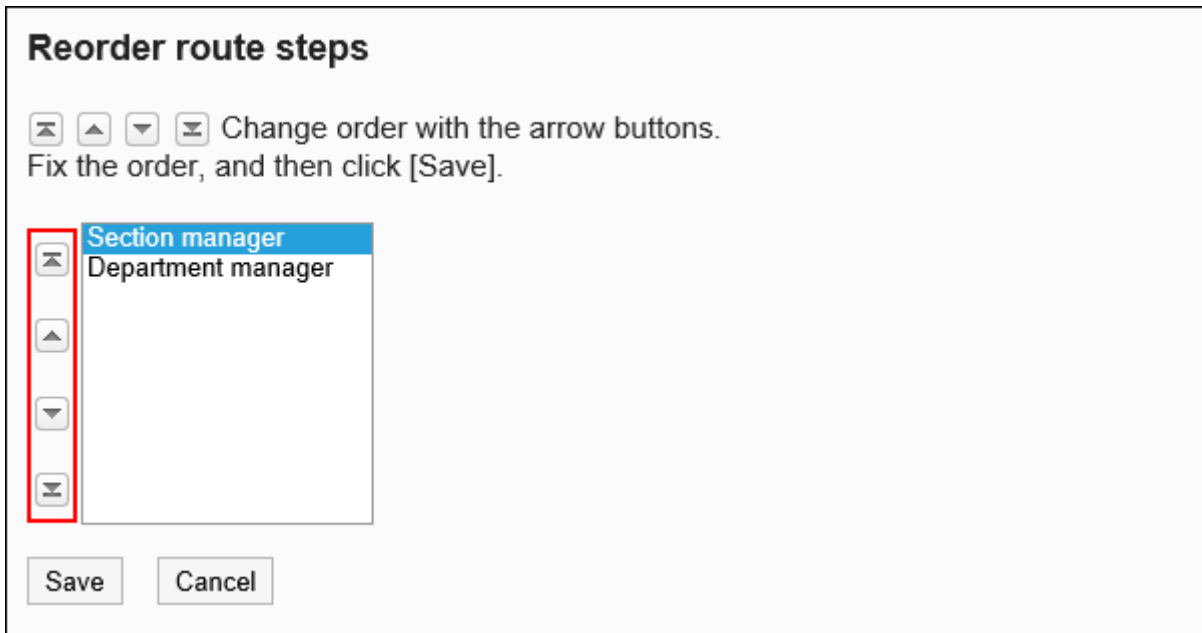 Reorder route steps
Change order with the arrow buttons.
Fix the order, and then click [Save].
Section manager
Department manager
Save
Cancel